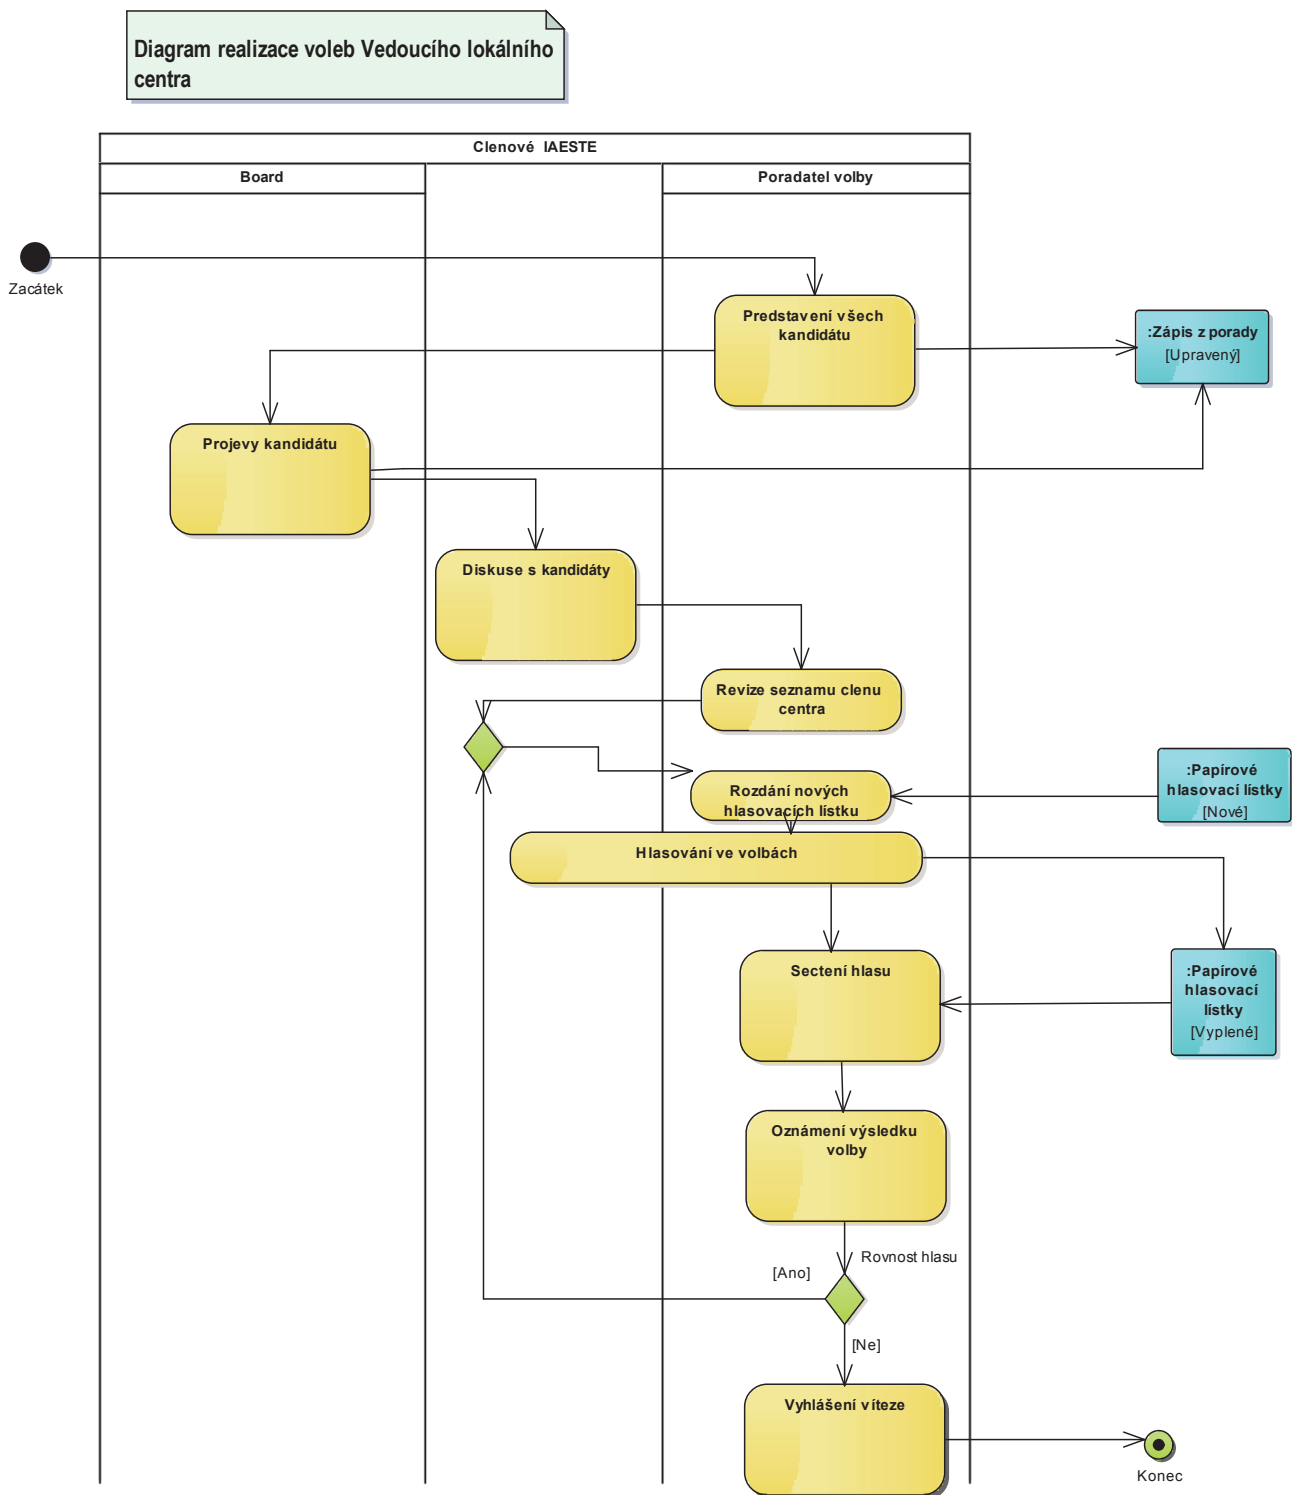 Diagram realizace voleb Vedoucího lokálního
centra
Clenové IAESTE
Board
Poradatel volby
Zacátek
Predstavení všech
kandidátu
:Zápis z porady
[Upravený]
Projevy kandidátu
Diskuse s kandidáty
Revize seznamu clenu
centra
Rozdání nových
hlasovacích lístku
:Papírové
hlasovací lístky
[Nové]
Hlasování ve volbách
Sectení hlasu
:Papírové
hlasovací
lístky
[Vyplené]
Oznámení výsledku
volby
Rovnost hlasu
[Ano]
[Ne]
Vyhlášení víteze
Konec